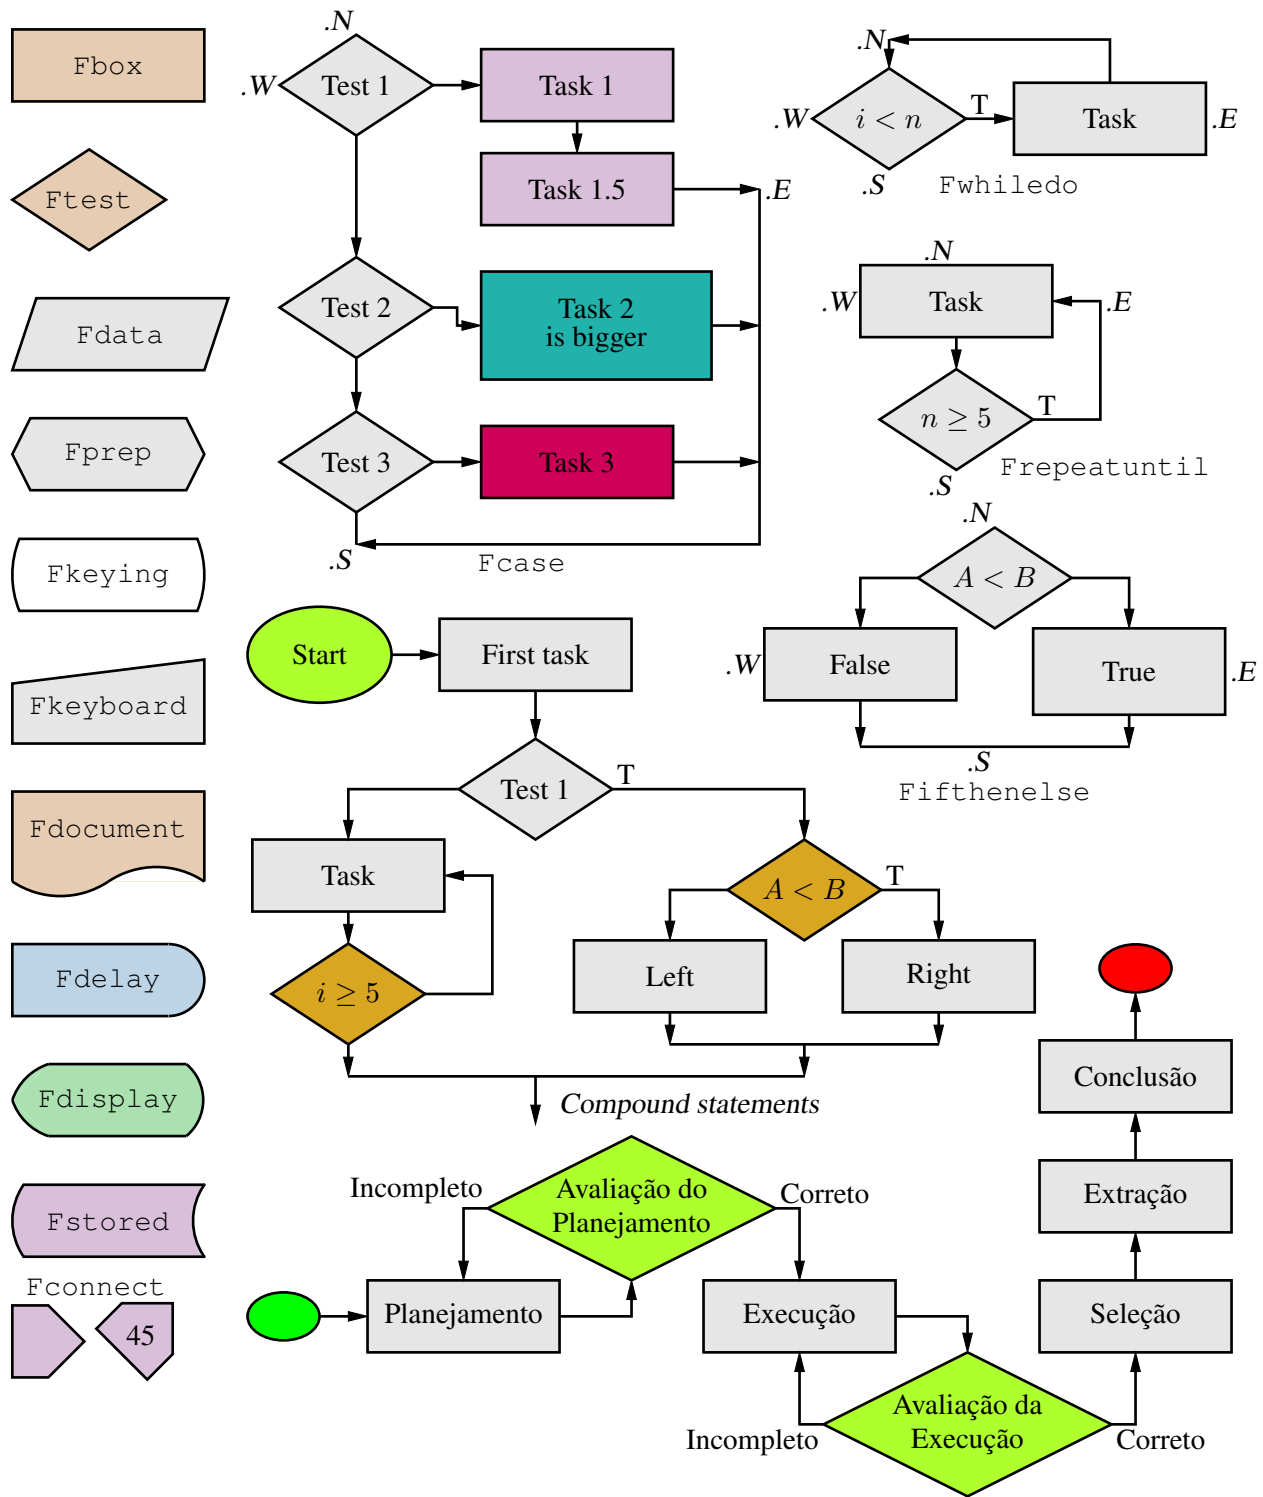 Fbox
Ftest
Fdata
Fprep
Fkeying
Fkeyboard
Fdocument
Fdelay
Fdisplay
Fstored
Fconnect
45
.N
.W
Test 1
Task 1
Task 1.5
.E
Test 2
Task 2
is bigger
Test 3
Task 3
.S
Fcase
.N
.W
i < n
T
Task
.E
.S
Fwhiledo
.N
.W
Task
.E
n ≥ 5
T
.S
Frepeatuntil
.N
A < B
.W
False
True
.E
.S
Fifthenelse
Start
First task
Test 1
T
Task
i ≥ 5
A < B
T
Left
Right
Compound statements
Incompleto
Avaliação do
Planejamento
Correto
Planejamento
Execução
Incompleto
Avaliação da
Execução
Correto
Seleção
Extração
Conclusão